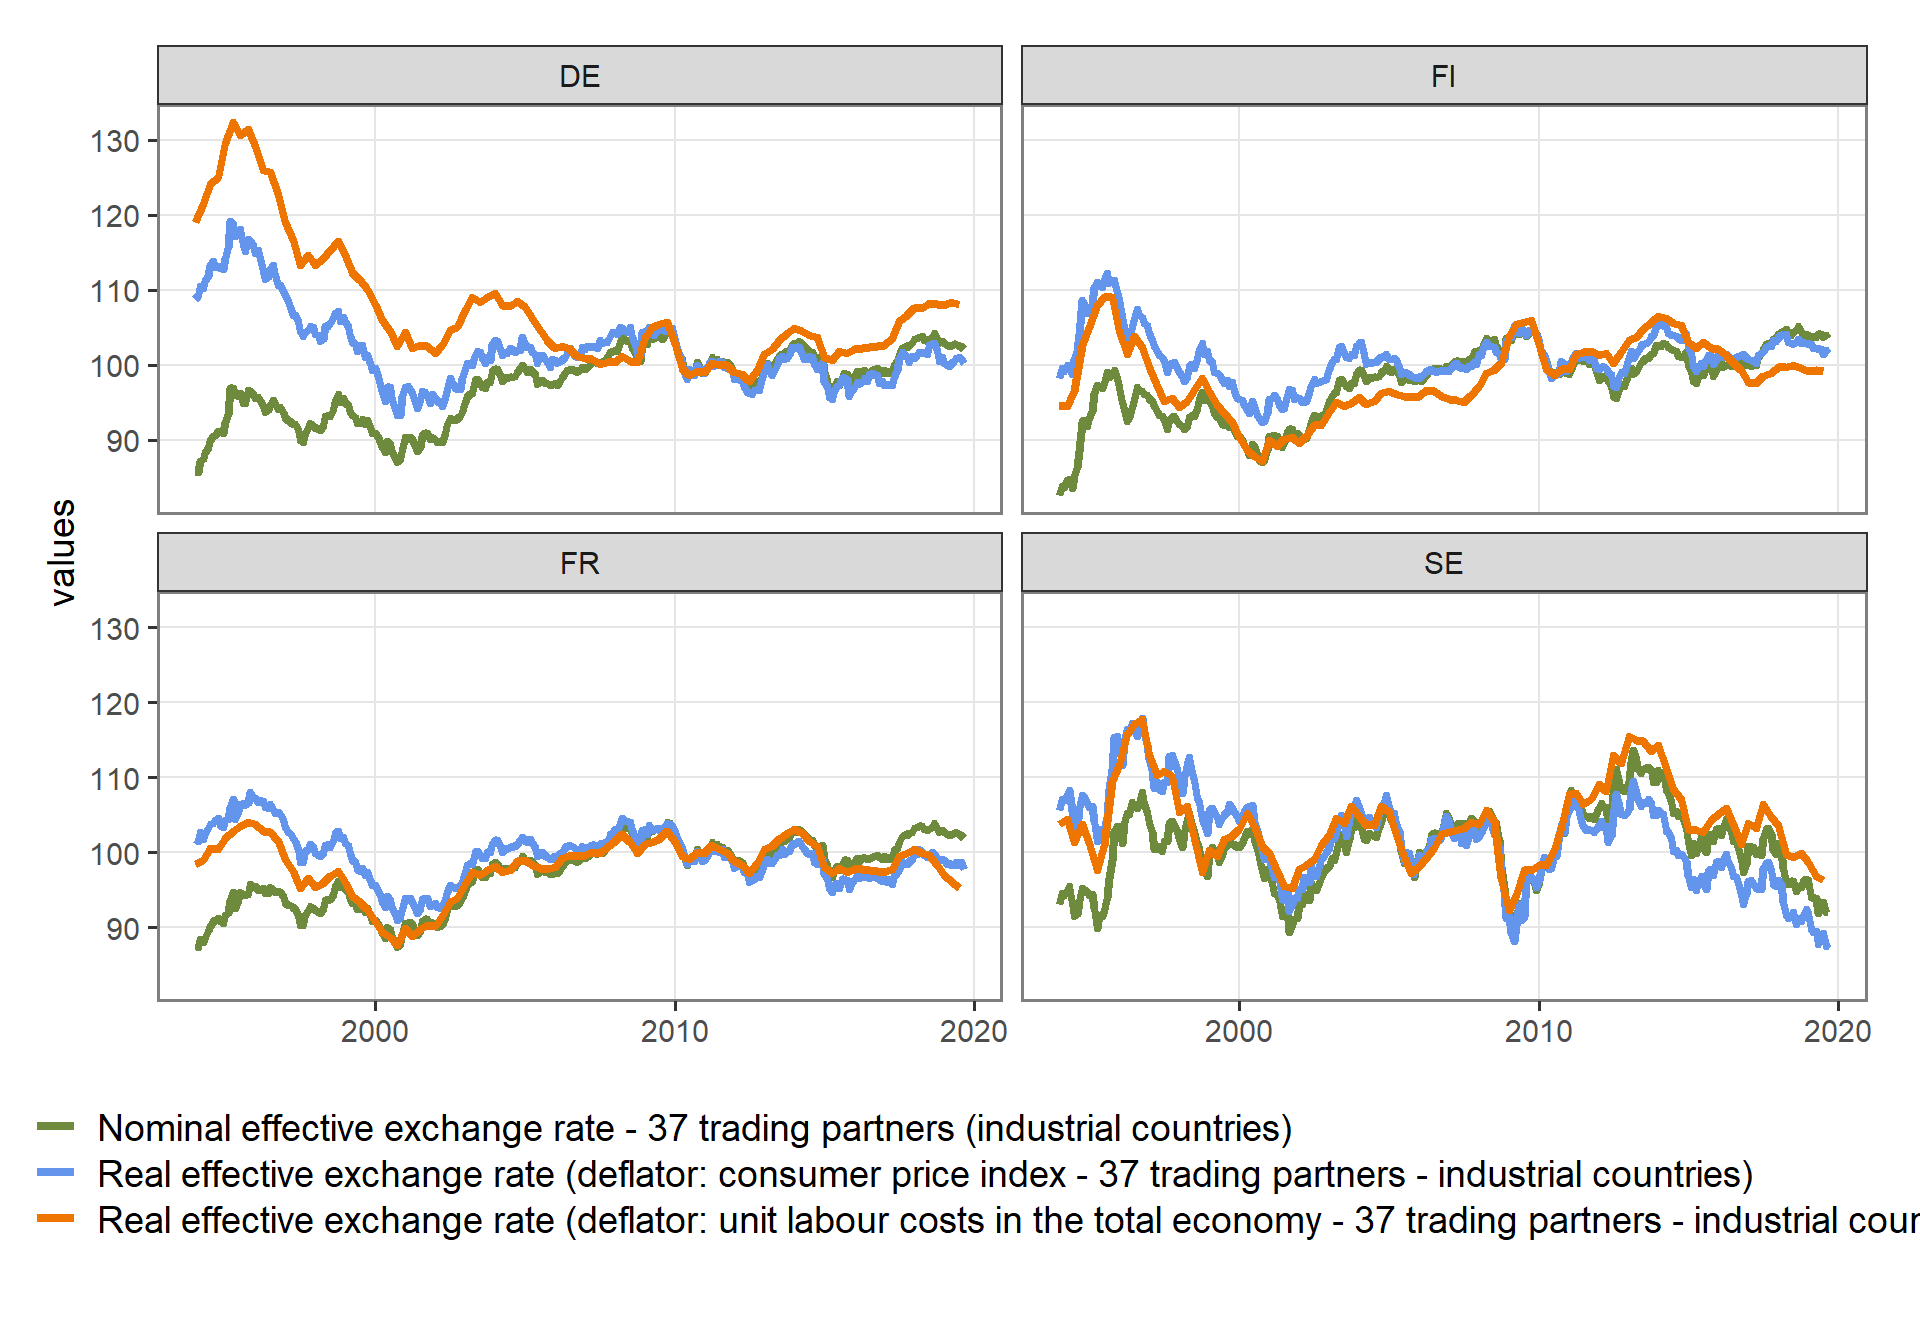 DE
FI
130
120
110
100
90
values
FR
SE
130
120
110
100
90
2000
2010
2020
2000
2010
2020
Nominal effective exchange rate - 37 trading partners (industrial countries)
Real effective exchange rate (deflator: consumer price index - 37 trading partners - industrial countries)
Real effective exchange rate (deflator: unit labour costs in the total economy - 37 trading partners - industrial